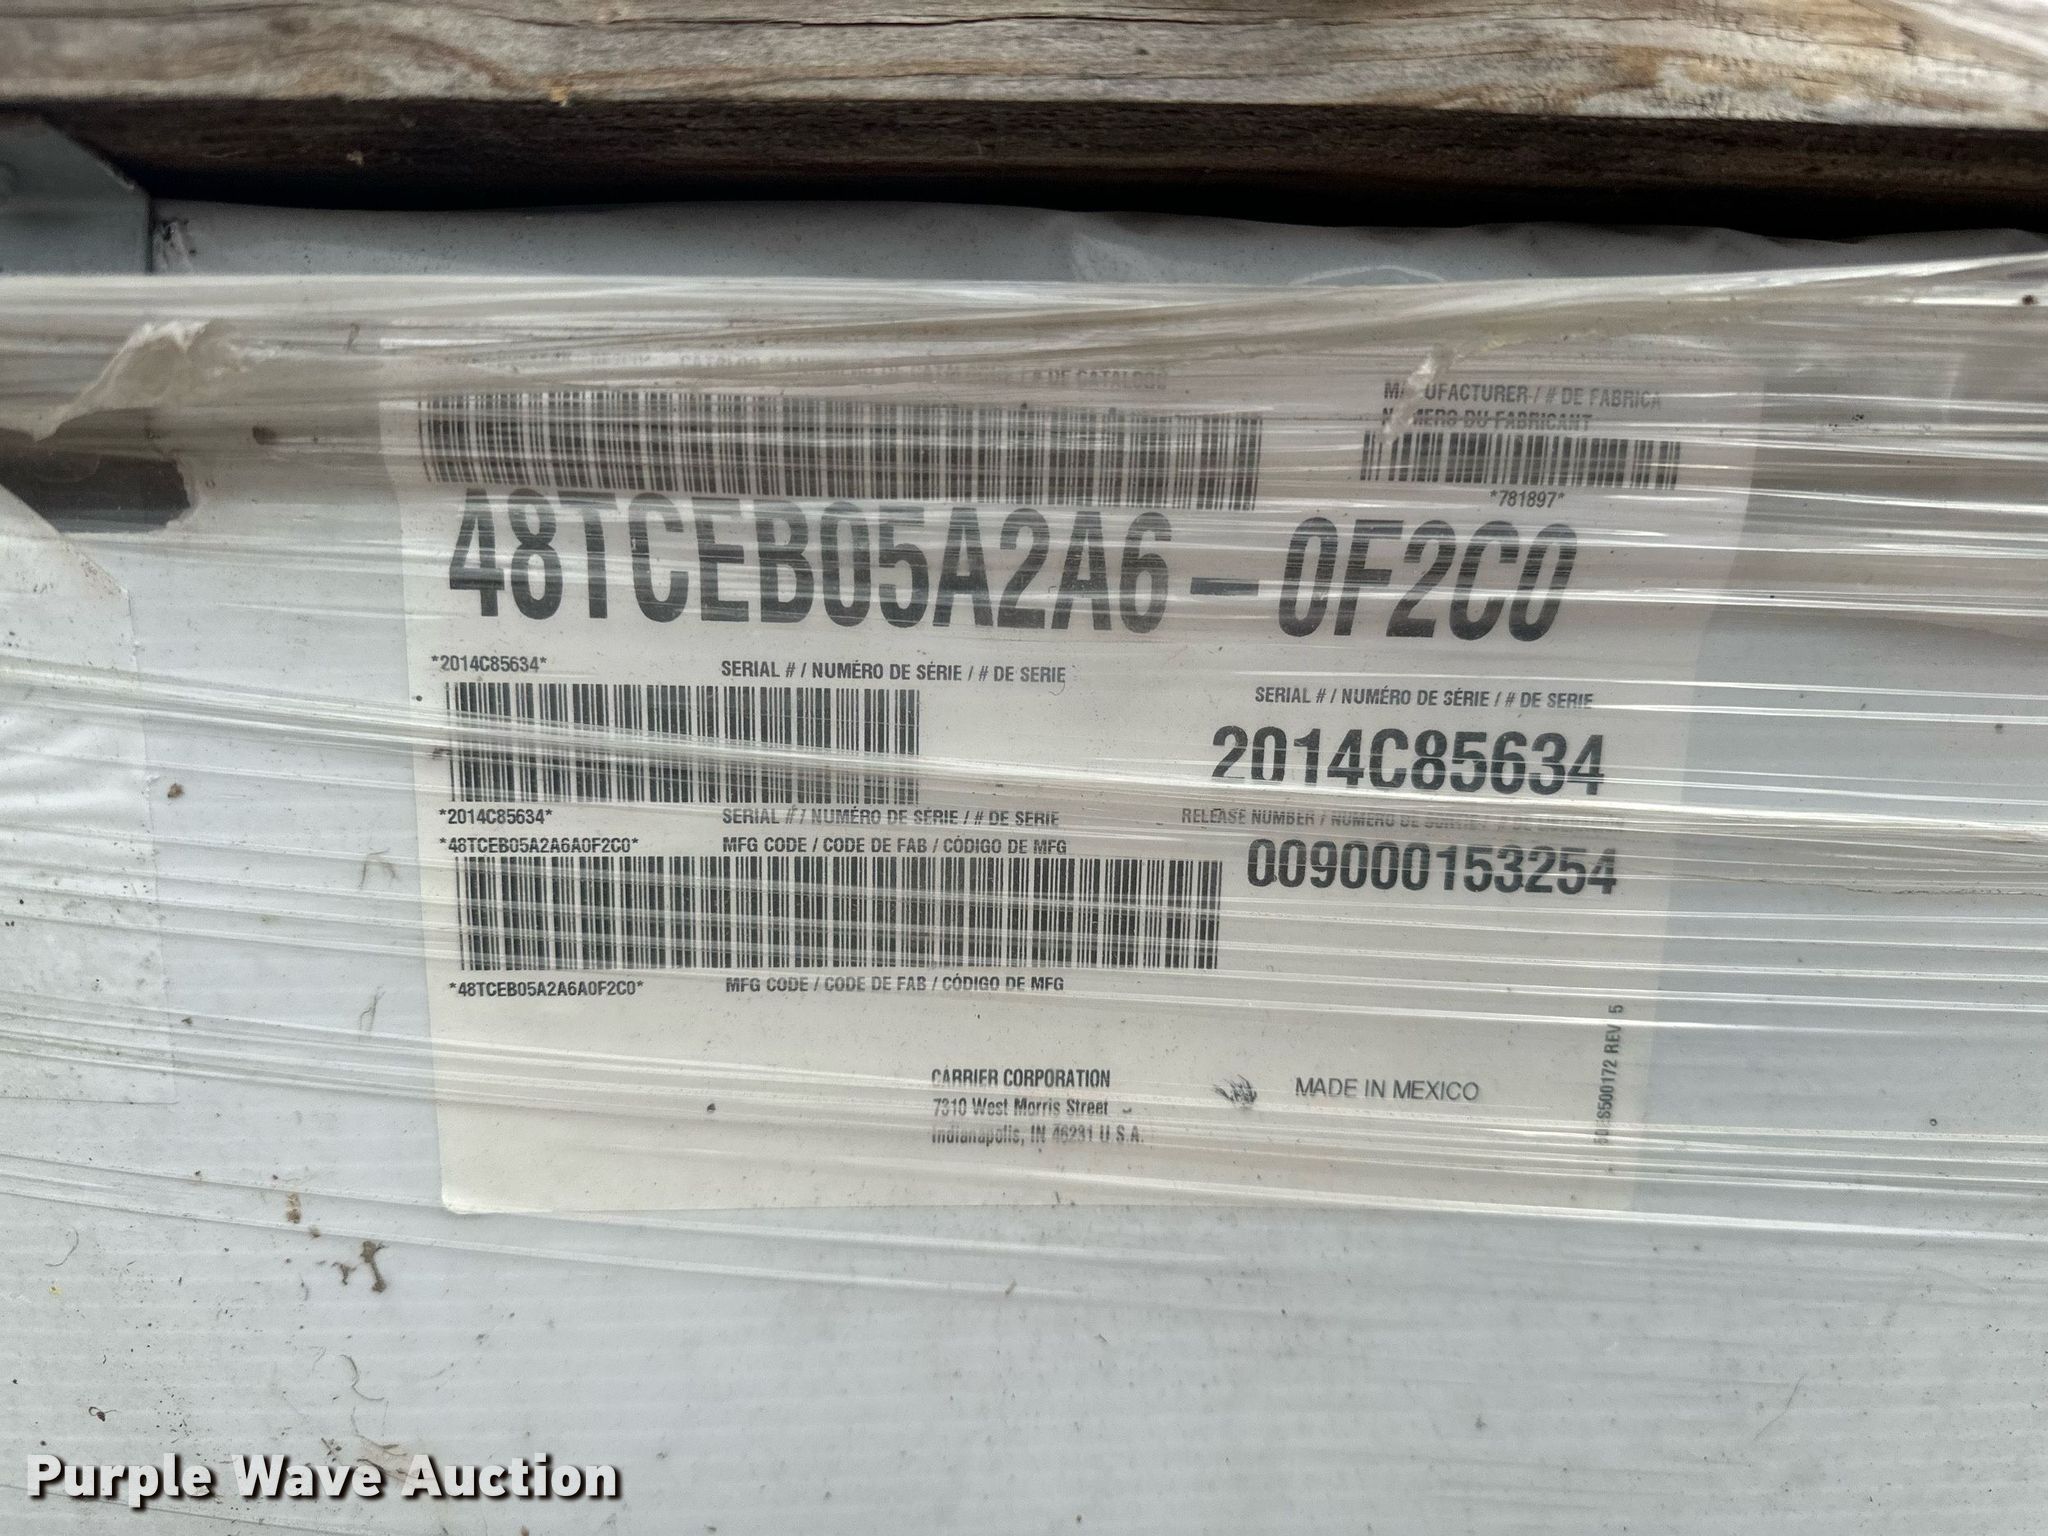 MANUFACTURER / # DE FABRICA
NUMÉRO DU FABRICANT
*781897*
48TCEB05A2A6-0F2C0
*2014C85634* SERIAL # / NUMÉRO DE SÉRIE / # DE SERIE
SERIAL # / NUMÉRO DE SÉRIE / # DE SERIE
2014C85634
*2014C85634* SERIAL # / NUMÉRO DE SÉRIE / # DE SERIE
RELEASE NUMBER / NUMÉRO DE
*48TCEB05A2A6A0F2C0* MFG CODE / CODE DE FAB / CÓDIGO DE MFG
009000153254
*48TCEB05A2A6A0F2C0* MFG CODE / CODE DE FAB / CÓDIGO DE MFG
CARRIER CORPORATION
7310 West Morris Street
Indianapolis, IN 46231 U.S.A.
MADE IN MEXICO
REV 5
Purple Wave Auction